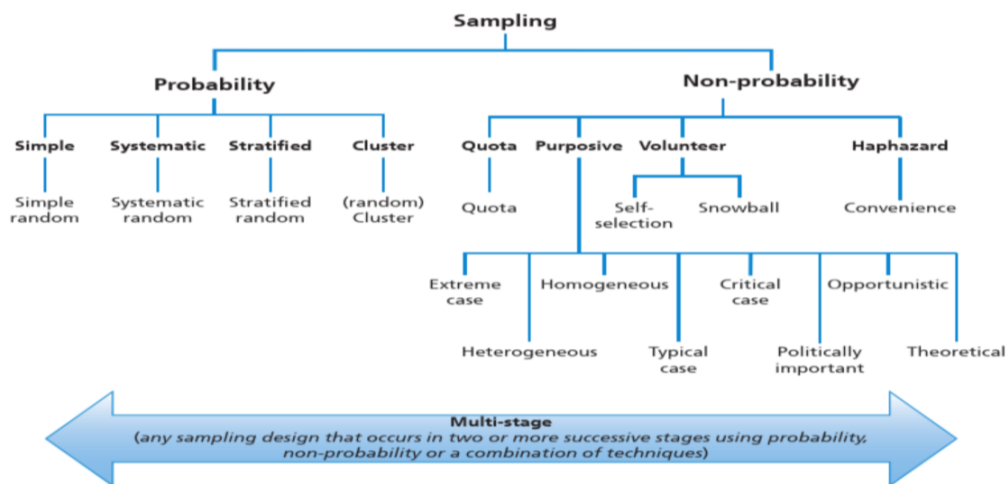 Sampling
Probability
Non-probability
Simple
Systematic
Stratified
Cluster
Quota
Purposive
Volunteer
Haphazard
Simple
random
Systematic
random
Stratified
random
(random)
Cluster
Quota
Self-
selection
Snowball
Convenience
Extreme
case
Homogeneous
Critical
case
Opportunistic
Heterogeneous
Typical
case
Politically
important
Theoretical
Multi-stage
(any sampling design that occurs in two or more successive stages using probability,
non-probability or a combination of techniques)